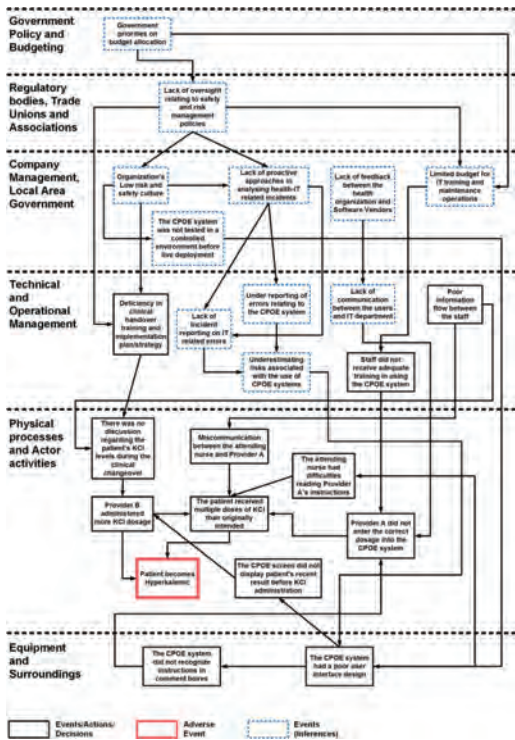 Government
Policy and
Budgeting
Government
priorities on
budget allocation
Regulatory
bodies, Trade
Unions and
Associations
Lack of oversight
relating to safety
and risk
management
policies
Company
Management,
Local Area
Government
Organization's
Low risk and
safety culture
Lack of proactive
approaches in
analysing health-IT
related incidents
Lack of feedback
between the
health
organization and
Software Vendors
Limited budget for
IT training and
maintenance
operations
The CPOE system
was not tested in a
controlled
environment before
live deployment
Technical
and
Operational
Management
Deficiency in
clinical
handover
training and
implementation
plan/strategy
Lack of
Incident
reporting on IT
related errors
Under reporting of
errors relating to
the CPOE system
Lack of
communication
between the users
and IT department
Poor
information
flow between
the staff
Underestimating
risks associated
with the use of
CPOE systems
Staff did not
receive adequate
training in using
the CPOE system
Physical
processes
and Actor
activities
There was
no discussion
regarding the
patient's KCl
levels during the
clinical
changeover
Miscommunication
between the attending
nurse and Provider A
The attending
nurse had
difficulties
reading Provider
A's instructions
Provider B
administered
more KCl dosage
The patient received
multiple doses of KCl
than originally
intended
Provider A did not
enter the correct
dosage into the
CPOE system
Patient becomes
Hyperkalemic
The CPOE screen did not
display patient's recent
result before KCl
administration
Equipment
and
Surroundings
The CPOE system
did not recognize
instructions in
comment boxes
The CPOE system
had a poor user
interface design
Events/Actions/
Decisions
Adverse
Event
Events
(Inferences)